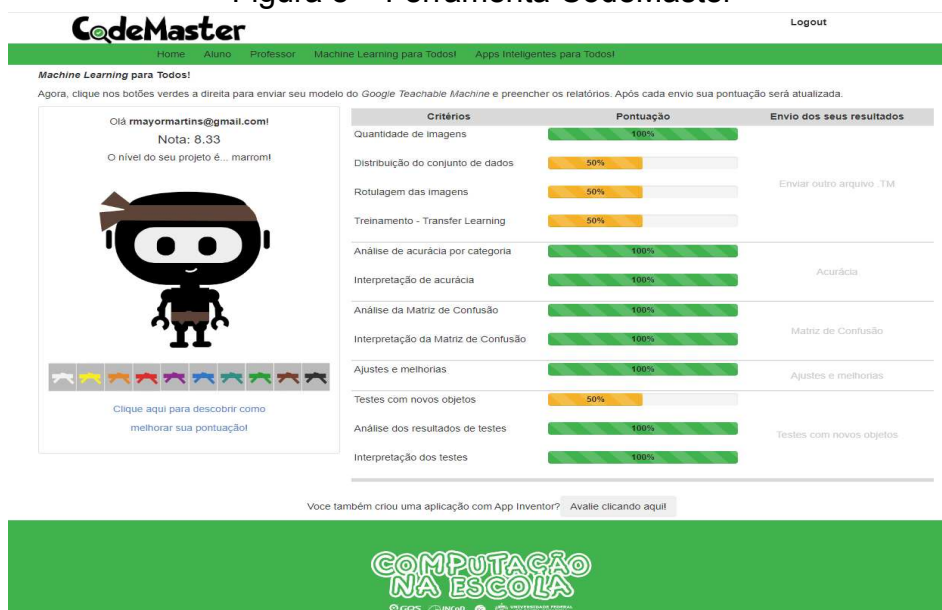 CodeMaster
Logout
Home Aluno Professor Machine Learning para Todos! Apps Inteligentes para Todos!
Machine Learning para Todos!
Agora, clique nos botões verdes a direita para enviar seu modelo do Google Teachable Machine e preencher os relatórios. Após cada envio sua pontuação será atualizada.
Olá rmayormartins@gmail.com!
Nota: 8.33
O nível do seu projeto é... marrom!
Clique aqui para descobrir como
melhorar sua pontuação!
Critérios Pontuação Envio dos seus resultados
Quantidade de imagens 100%
Distribuição do conjunto de dados 50%
Rotulagem das imagens 50%
Enviar outro arquivo .TM
Treinamento - Transfer Learning 50%
Análise de acurácia por categoria 100%
Acurácia
Interpretação de acurácia 100%
Análise da Matriz de Confusão 100%
Matriz de Confusão
Interpretação da Matriz de Confusão 100%
Ajustes e melhorias 100% Ajustes e melhorias
Testes com novos objetos 50%
Análise dos resultados de testes 100%
Testes com novos objetos
Interpretação dos testes 100%
Voce também criou uma aplicação com App Inventor? Avalie clicando aqui!
COMPUTAÇÃO
NA ESCOLA
GQS INCoD UNIVERSIDADE FEDERAL